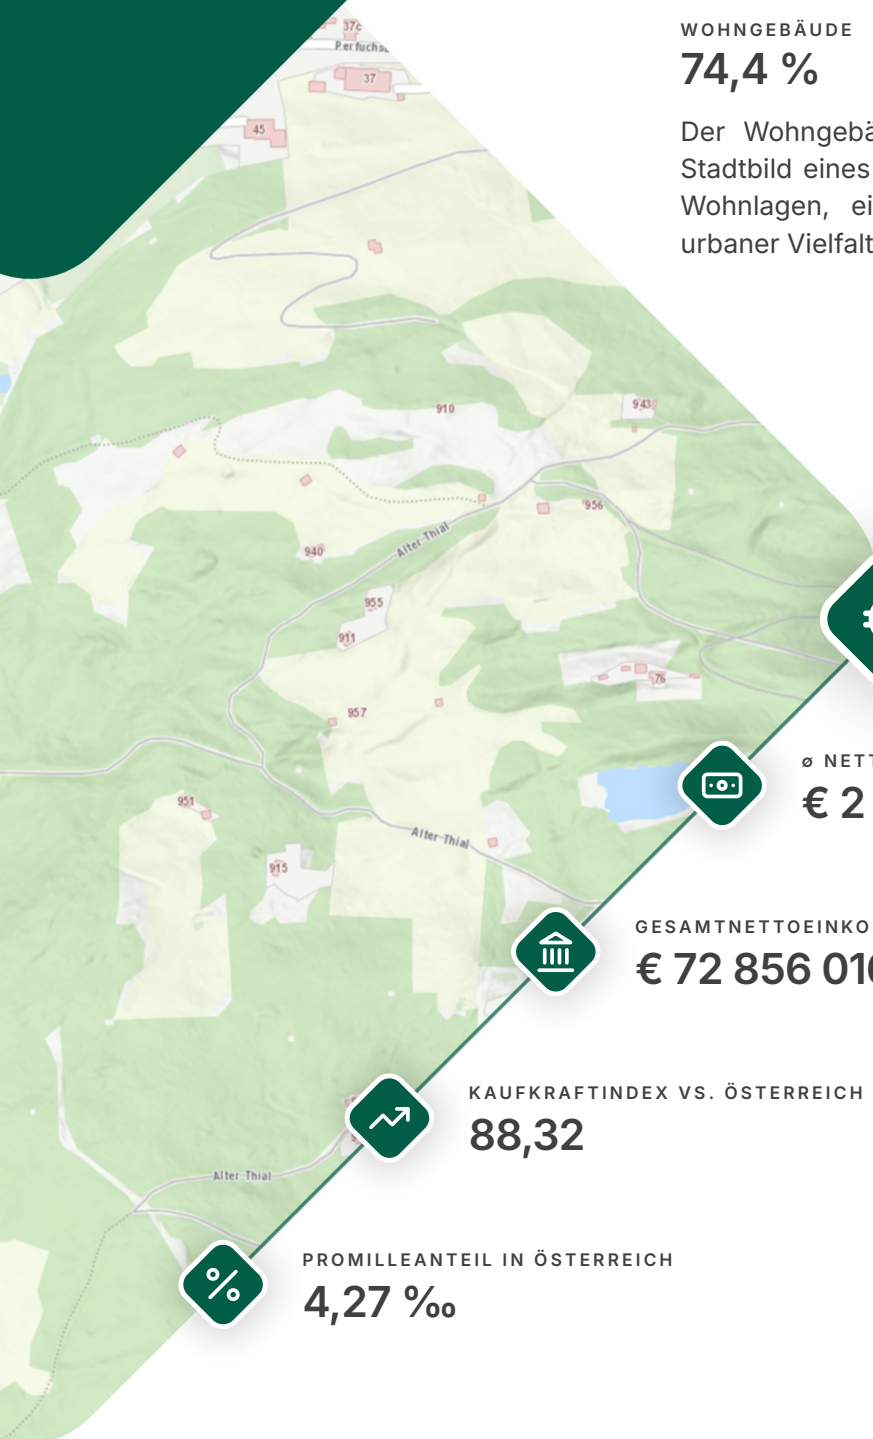 WOHNGEBÄUDE
74,4 %
Der Wohngebä
Stadtbild eines
Wohnlagen, ei
urbaner Vielfalt
37c
Perfuchs
37
45
910
943
956
Alter-Thial
940
955
911
76
957
951
Alter-Thial
915
ø NETT
€ 2
GESAMTNETTOEINKO
€ 72 856 016
KAUFKRAFTINDEX VS. ÖSTERREICH
88,32
Alter-Thial
PROMILLEANTEIL IN ÖSTERREICH
4,27 ‰